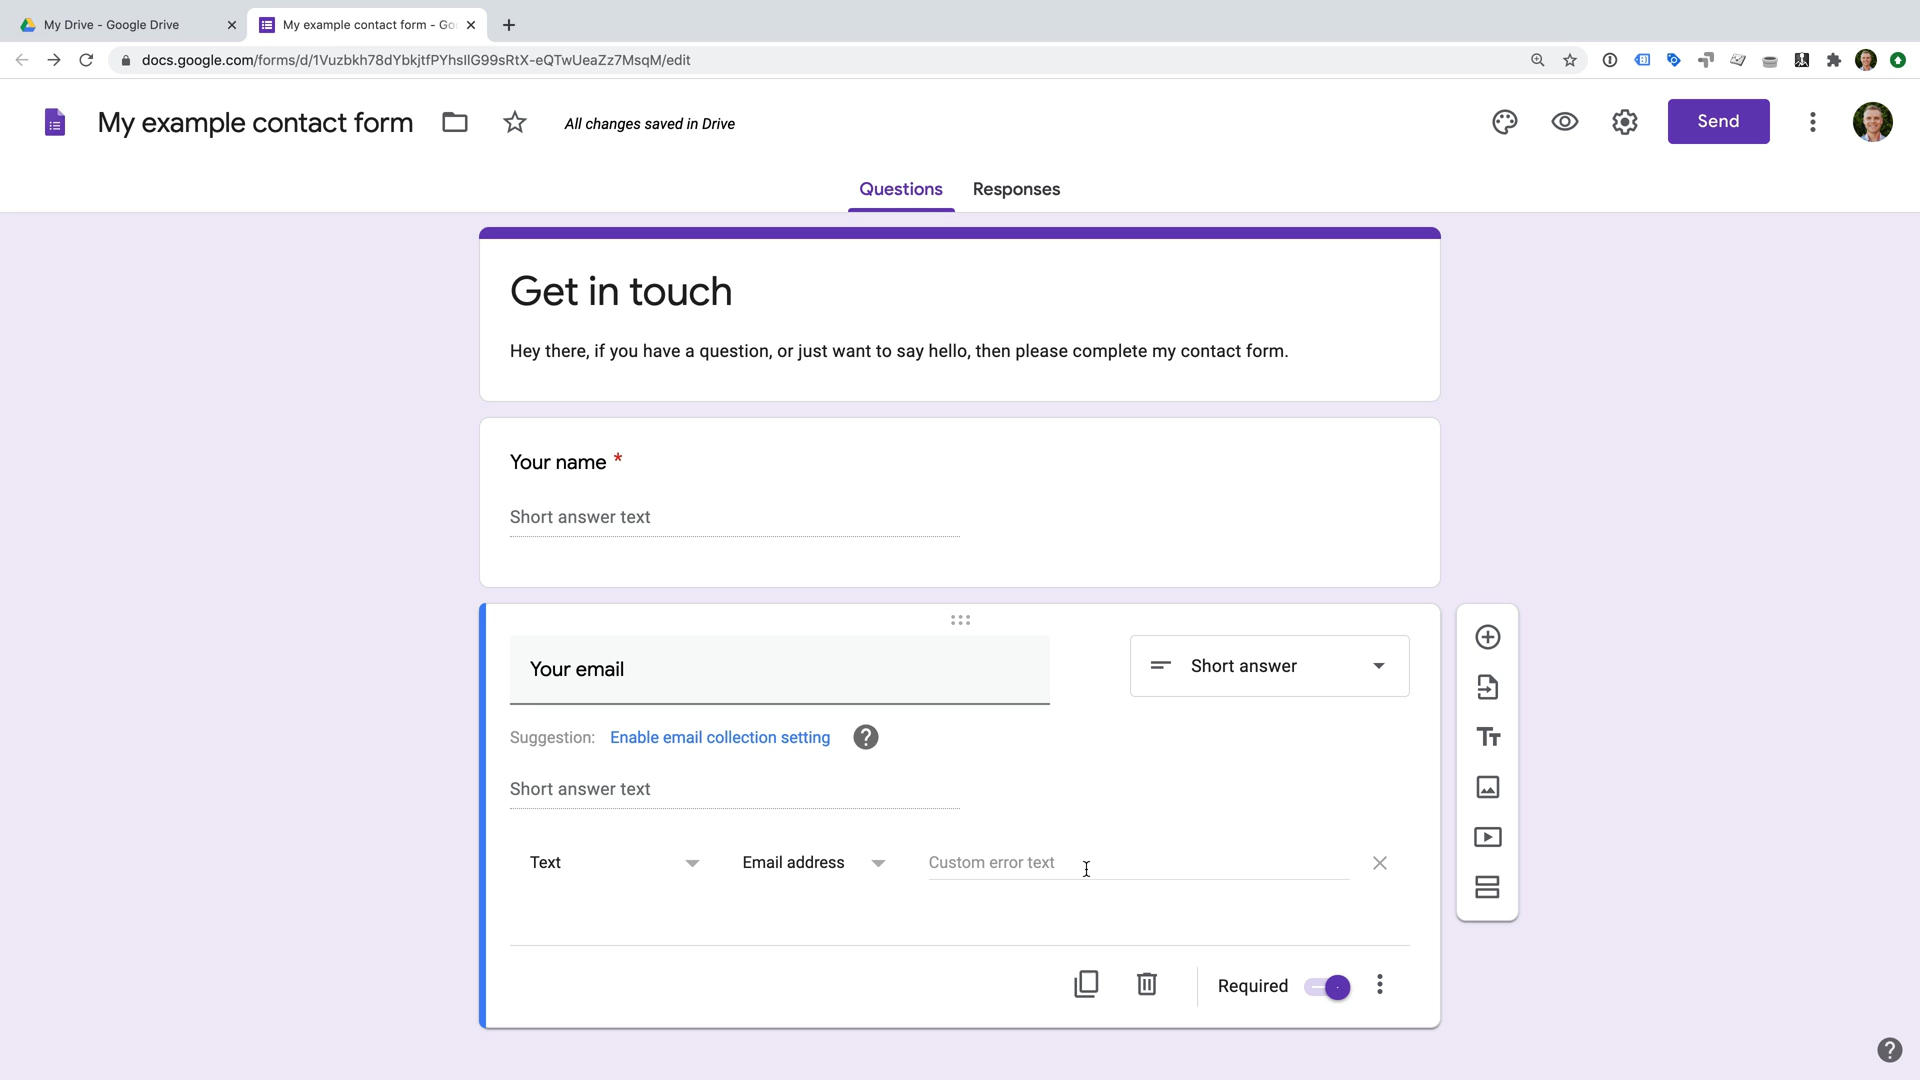 My Drive - Google Drive
My example contact form - Go
docs.google.com/forms/d/1Vuzbkh78dYbkjtfPYhsIlG99sRtX-eQTwUeaZz7MsqM/edit
My example contact form
All changes saved in Drive
Send
Questions
Responses
Get in touch
Hey there, if you have a question, or just want to say hello, then please complete my contact form.
Your name *
Short answer text
Your email
Short answer
Suggestion: Enable email collection setting
Short answer text
Text
Email address
Custom error text
Required